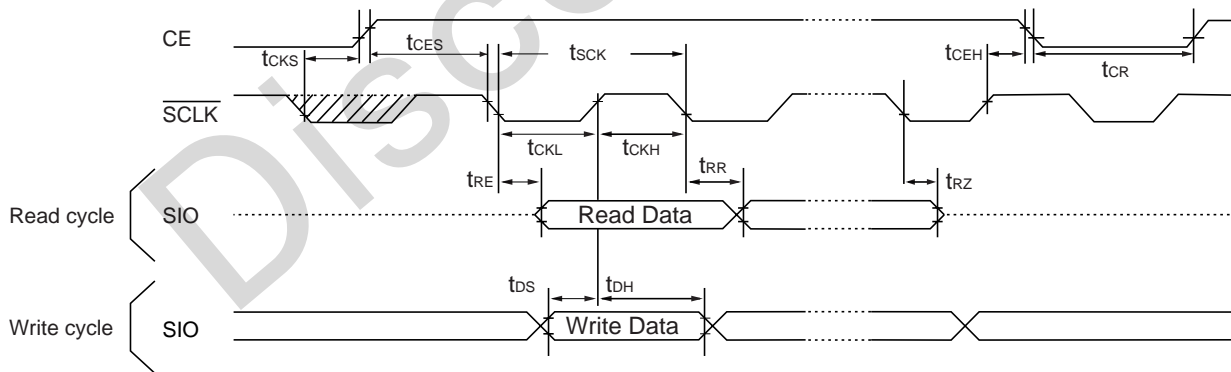 CE
tCKS
tCES
tSCK
tCEH
tCR
SCLK
tCKL
tCKH
tRE
tRR
tRZ
Read cycle
SIO
Read Data
tDS
tDH
Write cycle
SIO
Write Data